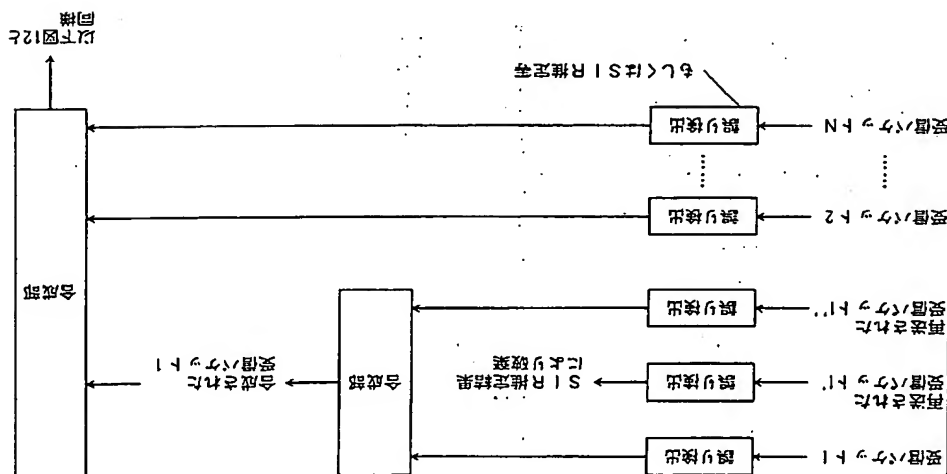 受信パケット1
誤り検出
再送された
受信パケット1'
誤り検出
SIR推定結果
により破棄
再送された
受信パケット1''
誤り検出
合成部
合成された
受信パケット1
合成部
受信パケット2
誤り検出
……
……
受信パケットN
誤り検出
もしくはSIR推定等
以下図12と
同様